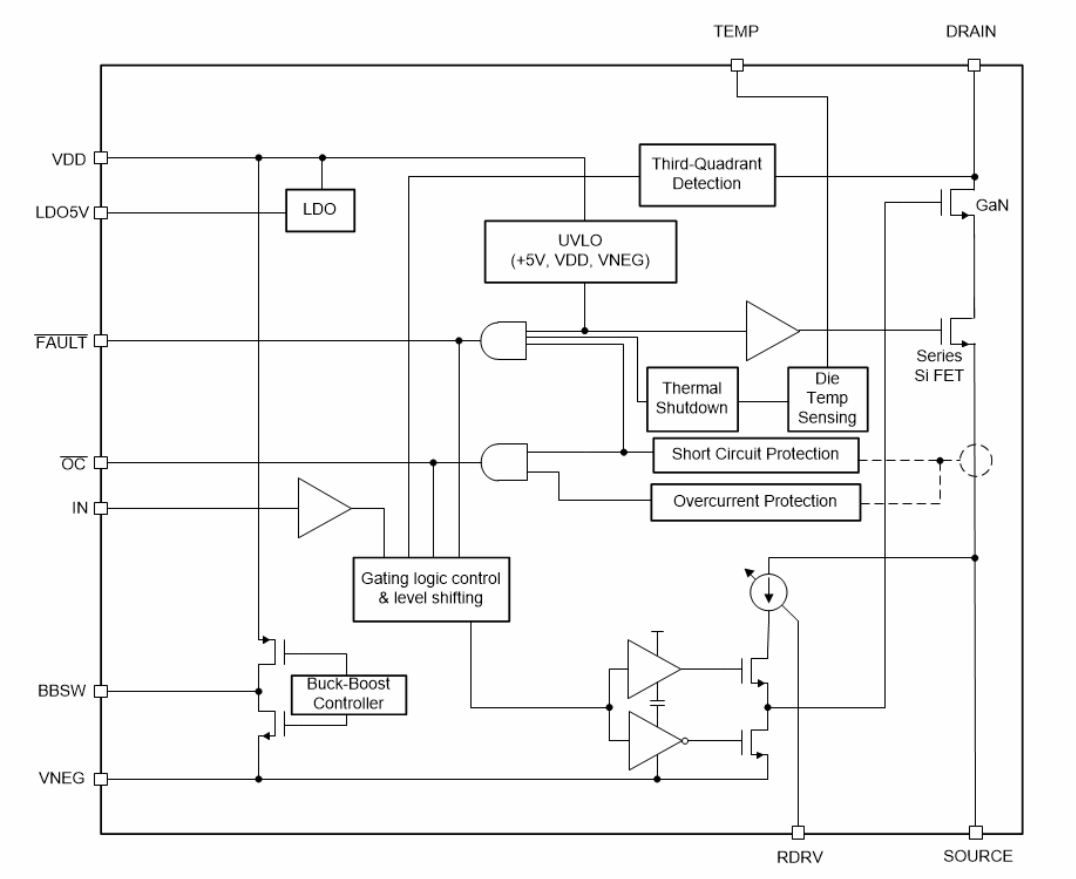 TEMP
DRAIN
VDD
Third-Quadrant
Detection
LDO5V
LDO
GaN
UVLO
(+5V, VDD, VNEG)
FAULT
Series
Si FET
Thermal
Shutdown
Die
Temp
Sensing
OC
Short Circuit Protection
IN
Overcurrent Protection
Gating logic control
& level shifting
BBSW
Buck-Boost
Controller
VNEG
RDRV
SOURCE